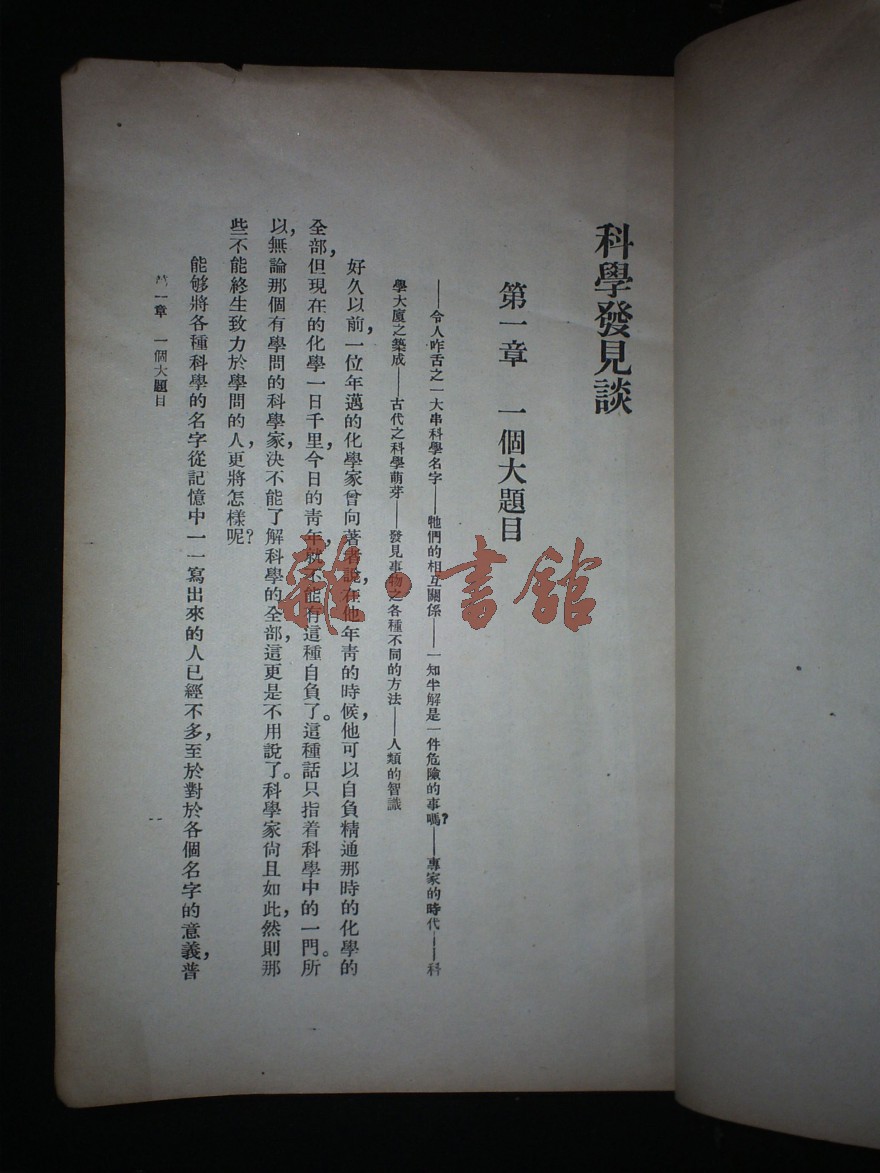 科學發見談
第一章　一個大題目
——令人咋舌之一大串科學名字——牠們的相互關係——一知半解是一件危險的事嗎?——專家的時代——科
學大廈之築成——古代之科學萌芽——發見事物之各種不同的方法——人類的智識
好久以前,一位年邁的化學家曾向著者說,在他年靑的時候,他可以自負精通那時的化學的
全部,但現在的化學一日千里,今日的靑年,就不能有這種自負了。這種話只指着科學中的一門。所
以,無論那個有學問的科學家,決不能了解科學的全部,這更是不用說了。科學家尙且如此,然則那
些不能終生致力於學問的人,更將怎樣呢?
能够將各種科學的名字從記憶中一一寫出來的人已經不多,至於對於各個名字的意義,普
第一章　一個大題目
雜·書館